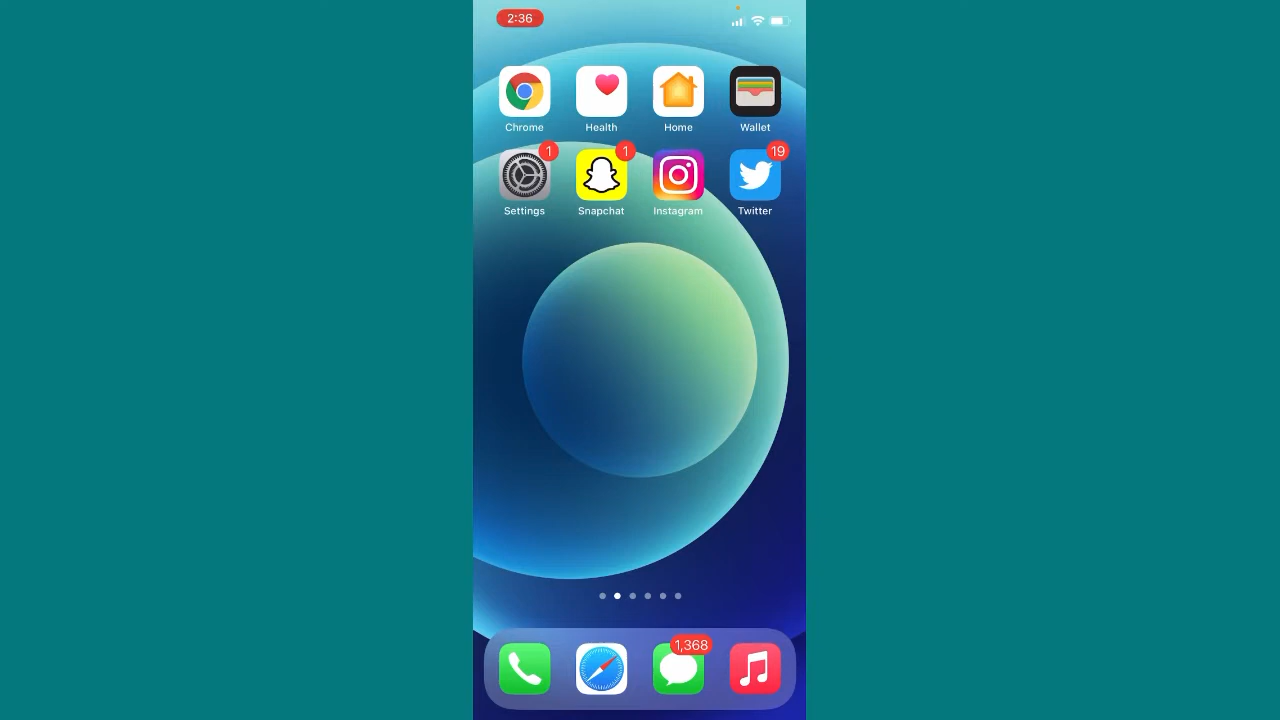 2:36
Chrome Health Home Wallet
1 1 19
Settings Snapchat Instagram Twitter
1,368